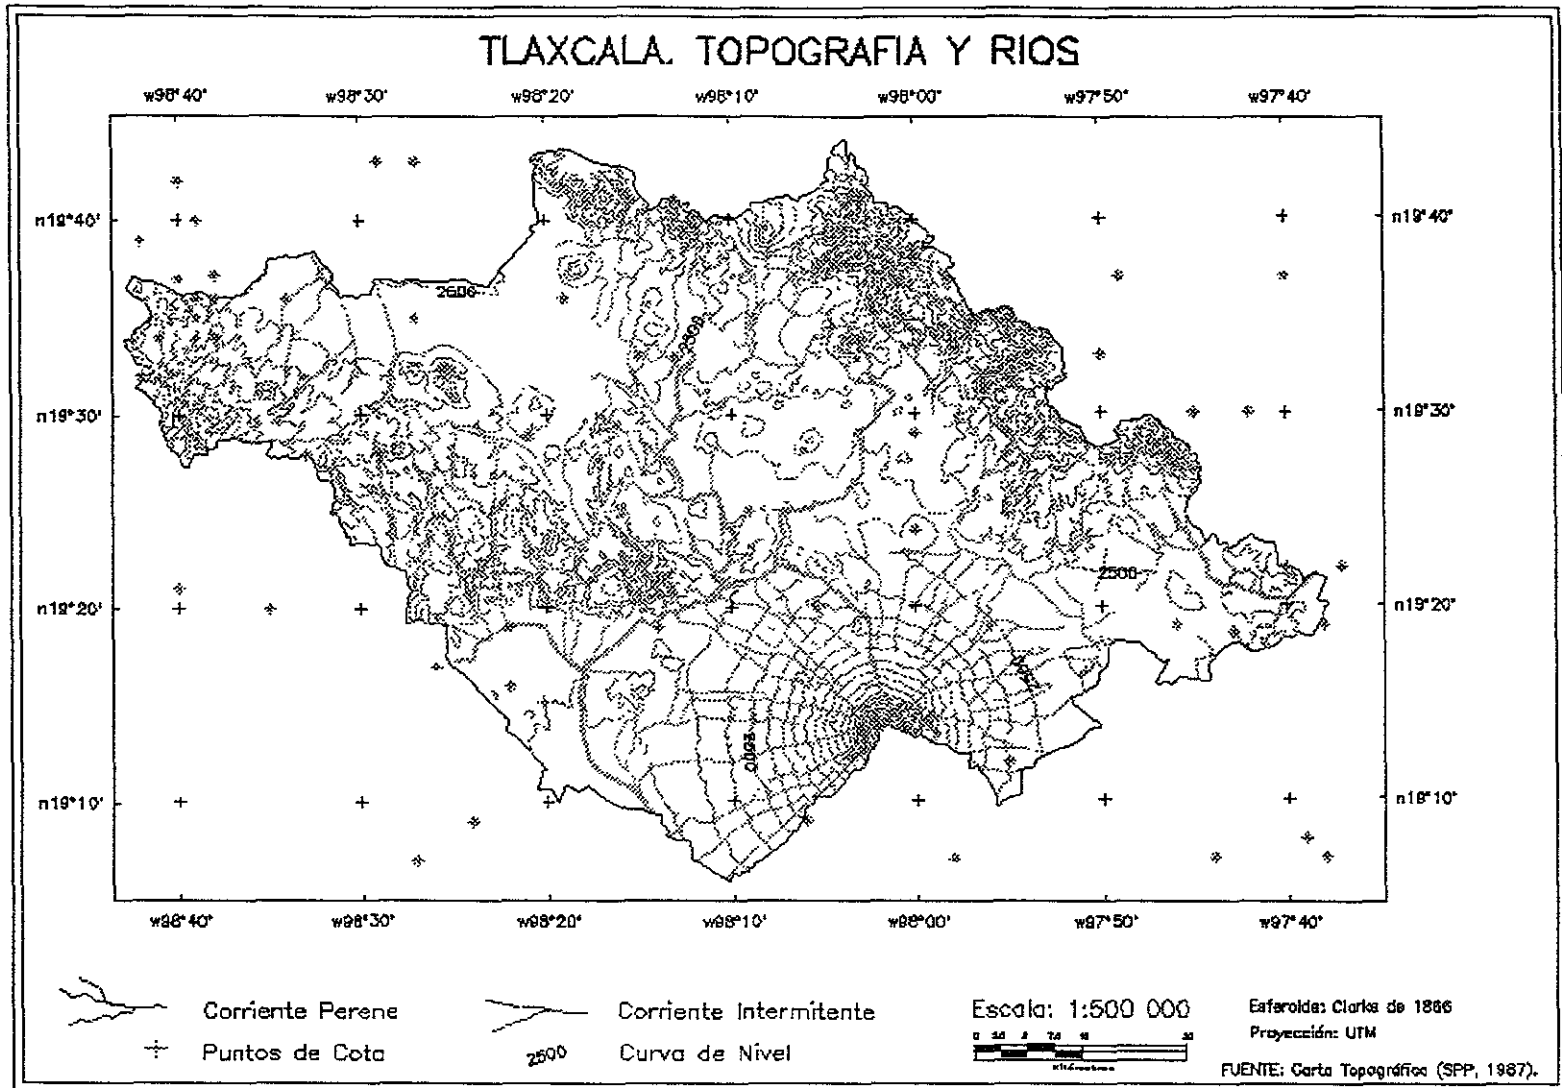 TLAXCALA. TOPOGRAFIA Y RIOS
w98°40' w98°30' w98°20' w98°10' w98°00' w97°50' w97°40'
n19°40' n19°40'
2500
n19°30' n19°30'
2500
n19°20' n19°20'
2500
n19°10' n19°10'
w98°40' w98°30' w98°20' w98°10' w98°00' w97°50' w97°40'
Corriente Perene
Corriente Intermitente
Puntos de Cota
2500 Curva de Nivel
Escala: 1:500 000
Kilómetros
Esferoide: Clarke de 1866
Proyección: UTM
FUENTE: Carta Topográfica (SPP, 1987).